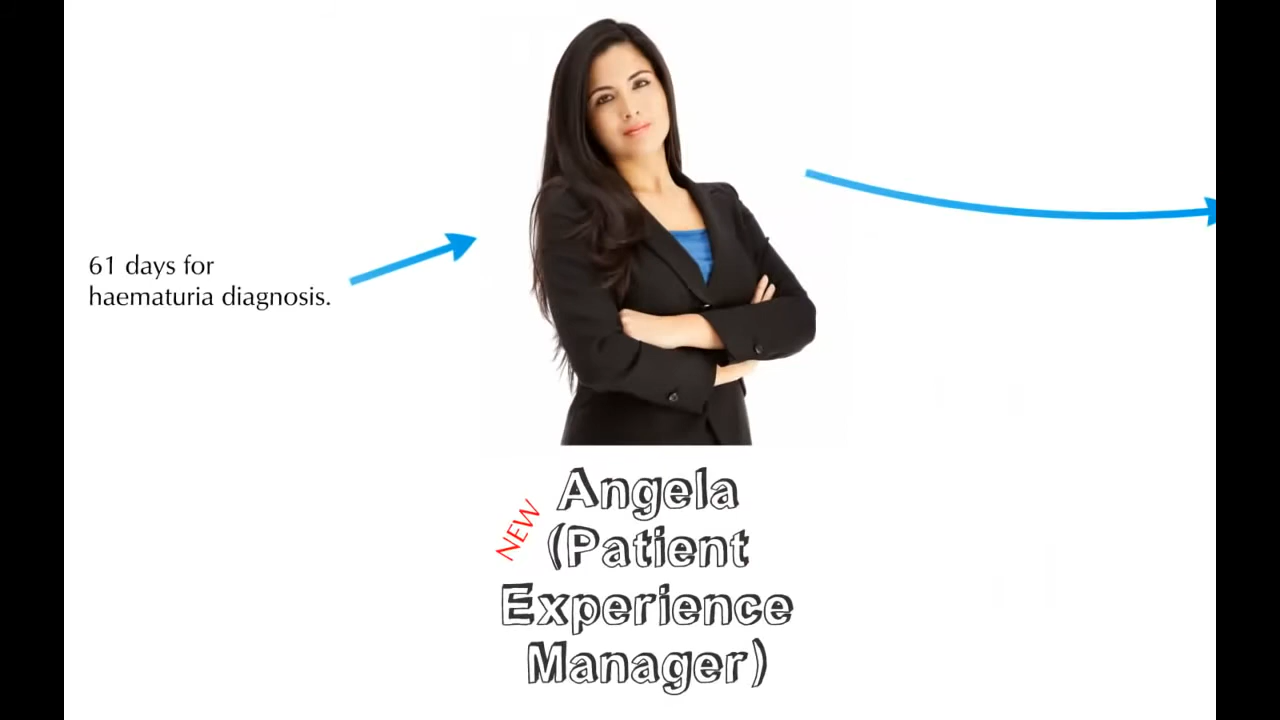 61 days for
haematuria diagnosis.
NEW
Angela
(Patient
Experience
Manager)